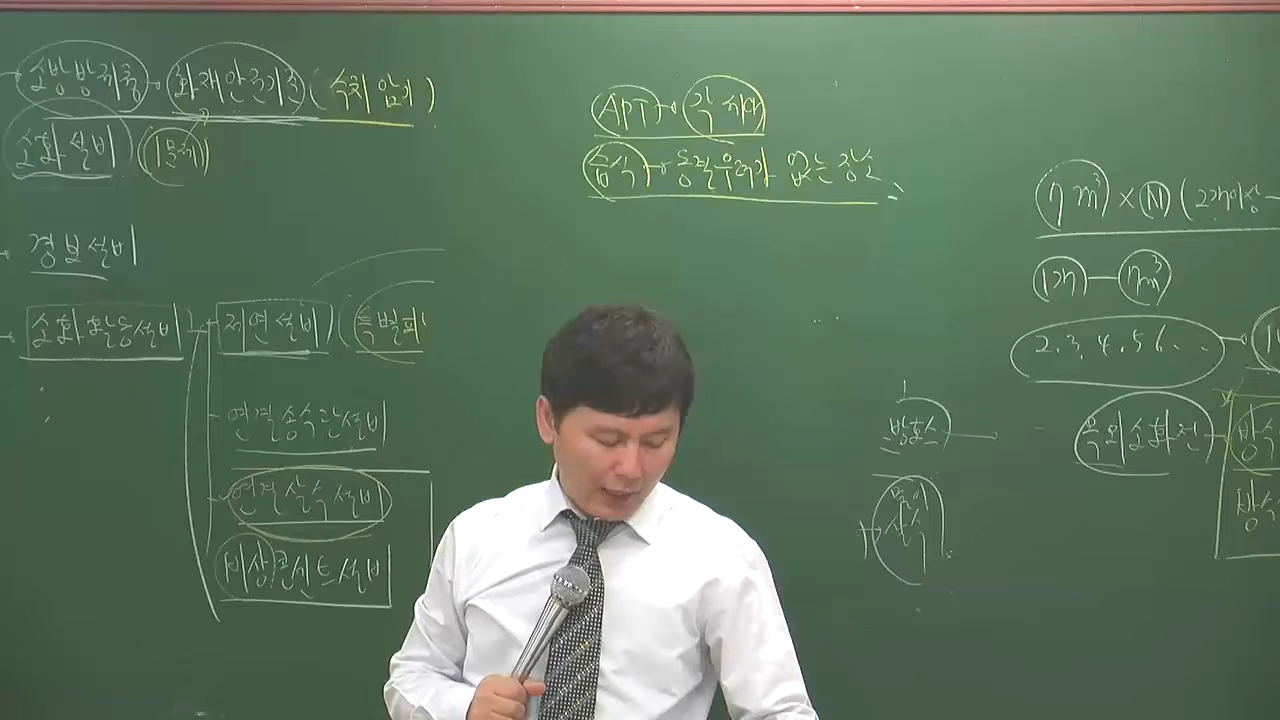 화재안전기준 (숫자 암기)
소화설비 (1문제)
경보설비
소화활동설비
제연설비 (특별피
연결송수관설비
연결살수설비
비상콘센트설비
APT 각 세대
습식 동결우려가 없는 장소
7m³ × N (2개이상
1개 7m³
2. 3. 4. 5 6 . .
옥외소화전
방호
방수
방수